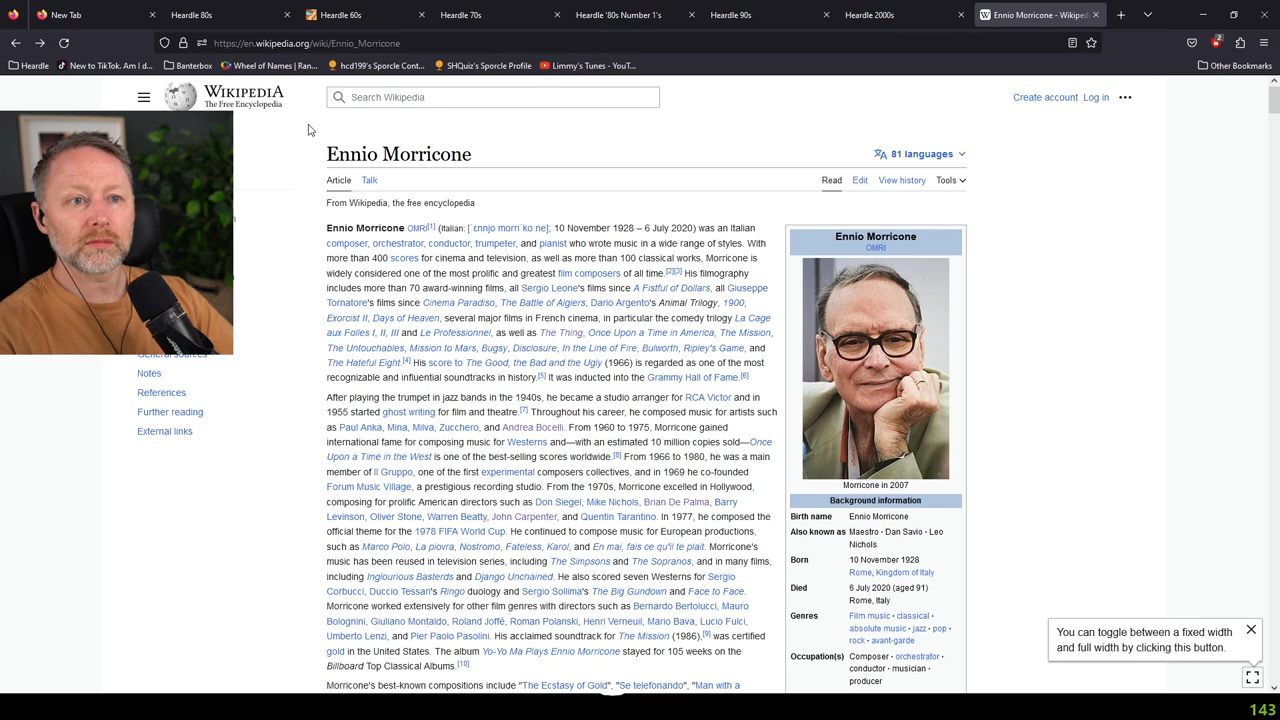 New Tab
Heardle 80s
Heardle 60s
Heardle 70s
Heardle '80s Number 1's
Heardle 90s
Heardle 2000s
Ennio Morricone - Wikiped
https://en.wikipedia.org/wiki/Ennio_Morricone
2
Heardle
New to TikTok. Am I d...
Banterbox
Wheel of Names | Ran...
hcd199's Sporcle Cont...
SHQuiz's Sporcle Profile
Limmy's Tunes - YouT...
Other Bookmarks
WIKIPEDIA
The Free Encyclopedia
Search Wikipedia
Create account
Log in
Ennio Morricone
81 languages
Article
Talk
Read
Edit
View history
Tools
From Wikipedia, the free encyclopedia
Ennio Morricone OMRI[1] (Italian: [ˈɛnnjo morriˈkoːne]; 10 November 1928 – 6 July 2020) was an Italian
composer, orchestrator, conductor, trumpeter, and pianist who wrote music in a wide range of styles. With
more than 400 scores for cinema and television, as well as more than 100 classical works, Morricone is
widely considered one of the most prolific and greatest film composers of all time.[2][3] His filmography
includes more than 70 award-winning films, all Sergio Leone's films since A Fistful of Dollars, all Giuseppe
Tornatore's films since Cinema Paradiso, The Battle of Algiers, Dario Argento's Animal Trilogy, 1900,
Exorcist II, Days of Heaven, several major films in French cinema, in particular the comedy trilogy La Cage
aux Folles I, II, III and Le Professionnel, as well as The Thing, Once Upon a Time in America, The Mission,
The Untouchables, Mission to Mars, Bugsy, Disclosure, In the Line of Fire, Bulworth, Ripley's Game, and
The Hateful Eight.[4] His score to The Good, the Bad and the Ugly (1966) is regarded as one of the most
recognizable and influential soundtracks in history.[5] It was inducted into the Grammy Hall of Fame.[6]
After playing the trumpet in jazz bands in the 1940s, he became a studio arranger for RCA Victor and in
1955 started ghost writing for film and theatre.[7] Throughout his career, he composed music for artists such
as Paul Anka, Mina, Milva, Zucchero, and Andrea Bocelli. From 1960 to 1975, Morricone gained
international fame for composing music for Westerns and—with an estimated 10 million copies sold—Once
Upon a Time in the West is one of the best-selling scores worldwide.[8] From 1966 to 1980, he was a main
member of Il Gruppo, one of the first experimental composers collectives, and in 1969 he co-founded
Forum Music Village, a prestigious recording studio. From the 1970s, Morricone excelled in Hollywood,
composing for prolific American directors such as Don Siegel, Mike Nichols, Brian De Palma, Barry
Levinson, Oliver Stone, Warren Beatty, John Carpenter, and Quentin Tarantino. In 1977, he composed the
official theme for the 1978 FIFA World Cup. He continued to compose music for European productions,
such as Marco Polo, La piovra, Nostromo, Fateless, Karol, and En mai, fais ce qu'il te plait. Morricone's
music has been reused in television series, including The Simpsons and The Sopranos, and in many films,
including Inglourious Basterds and Django Unchained. He also scored seven Westerns for Sergio
Corbucci, Duccio Tessari's Ringo duology and Sergio Sollima's The Big Gundown and Face to Face.
Morricone worked extensively for other film genres with directors such as Bernardo Bertolucci, Mauro
Bolognini, Giuliano Montaldo, Roland Joffé, Roman Polanski, Henri Verneuil, Mario Bava, Lucio Fulci,
Umberto Lenzi, and Pier Paolo Pasolini. His acclaimed soundtrack for The Mission (1986),[9] was certified
gold in the United States. The album Yo-Yo Ma Plays Ennio Morricone stayed for 105 weeks on the
Billboard Top Classical Albums.[10]
Morricone's best-known compositions include "The Ecstasy of Gold", "Se telefonando", "Man with a
General sources
Notes
References
Further reading
External links
Ennio Morricone
OMRI
Morricone in 2007
Background information
Birth name Ennio Morricone
Also known as Maestro · Dan Savio · Leo
Nichols
Born 10 November 1928
Rome, Kingdom of Italy
Died 6 July 2020 (aged 91)
Rome, Italy
Genres Film music · classical ·
absolute music · jazz · pop ·
rock · avant-garde
Occupation(s) Composer · orchestrator ·
conductor · musician ·
producer
You can toggle between a fixed width
and full width by clicking this button.
143